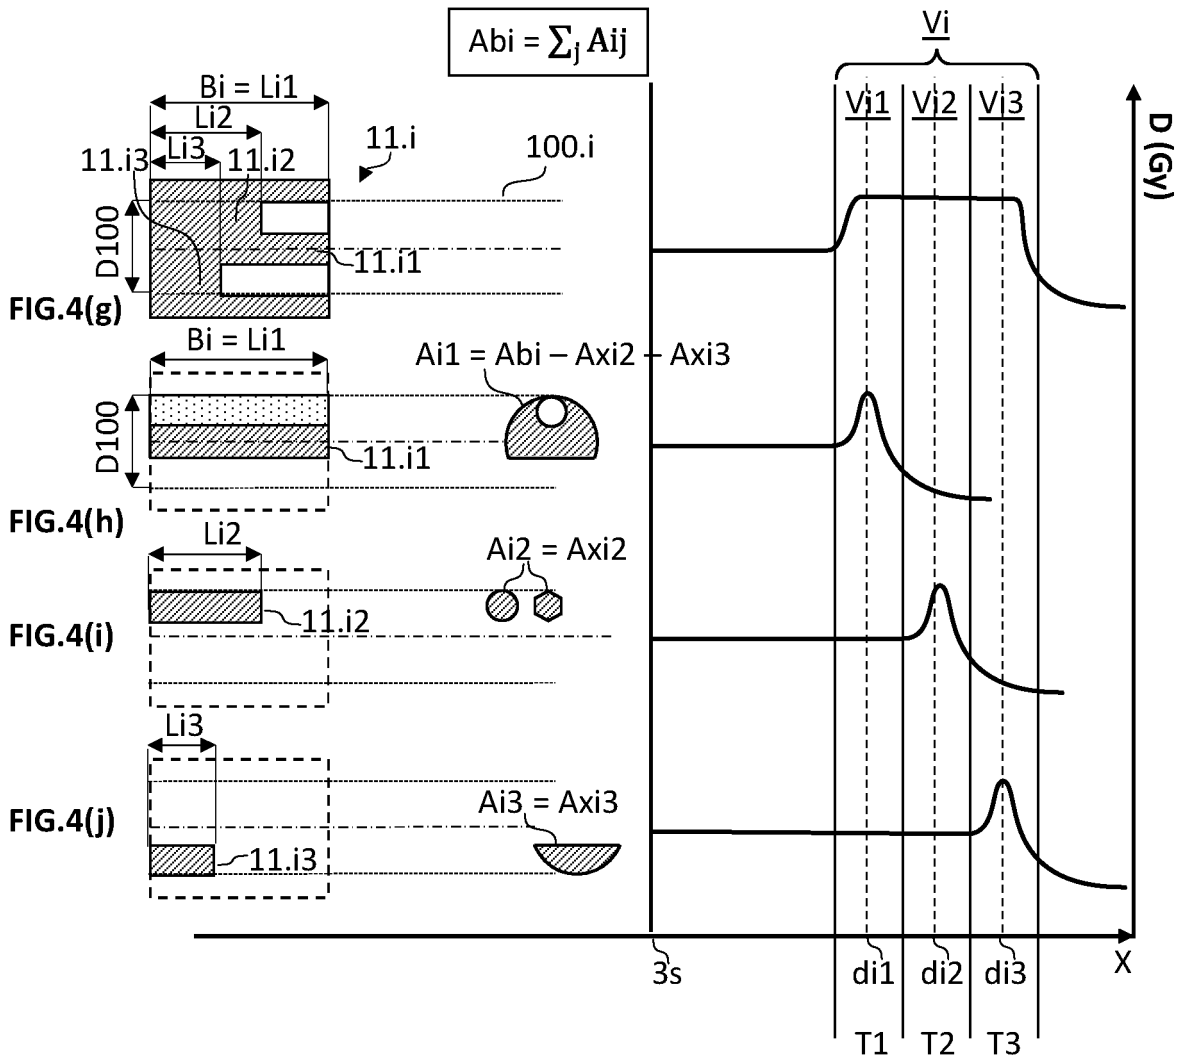 Abi = ∑j Aij
Vi
Vi1 Vi2 Vi3
D (Gy)
Bi = Li1
Li2
Li3
11.i3
11.i2
11.i
100.i
D100
11.i1
FIG.4(g)
Bi = Li1
Ai1 = Abi – Axi2 – Axi3
D100
11.i1
FIG.4(h)
Li2
Ai2 = Axi2
11.i2
FIG.4(i)
Li3
Ai3 = Axi3
FIG.4(j)
11.i3
3s
di1 di2 di3
X
T1 T2 T3